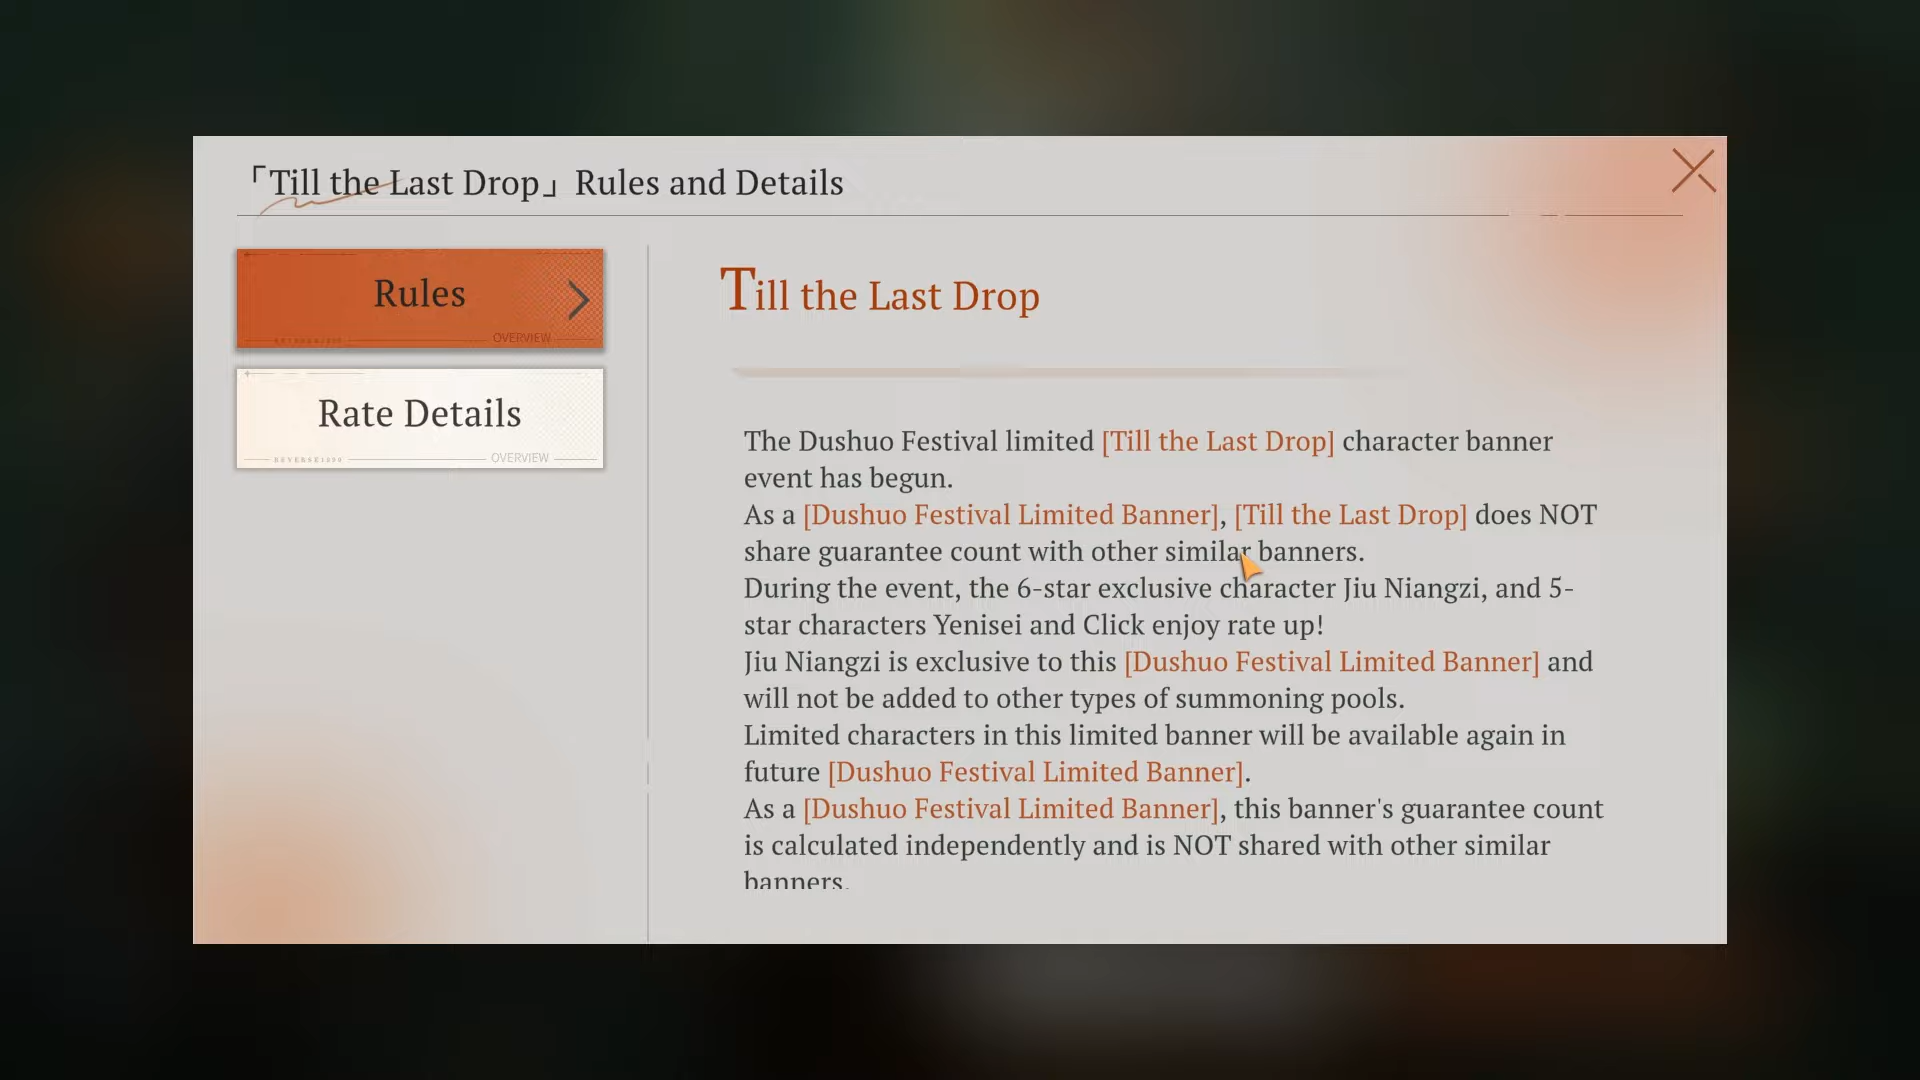 「Till the Last Drop」 Rules and Details
Rules
OVERVIEW
Rate Details
REVERSE1999
OVERVIEW
Till the Last Drop
The Dushuo Festival limited [Till the Last Drop] character banner
event has begun.
As a [Dushuo Festival Limited Banner], [Till the Last Drop] does NOT
share guarantee count with other similar banners.
During the event, the 6-star exclusive character Jiu Niangzi, and 5-
star characters Yenisei and Click enjoy rate up!
Jiu Niangzi is exclusive to this [Dushuo Festival Limited Banner] and
will not be added to other types of summoning pools.
Limited characters in this limited banner will be available again in
future [Dushuo Festival Limited Banner].
As a [Dushuo Festival Limited Banner], this banner's guarantee count
is calculated independently and is NOT shared with other similar
banners.